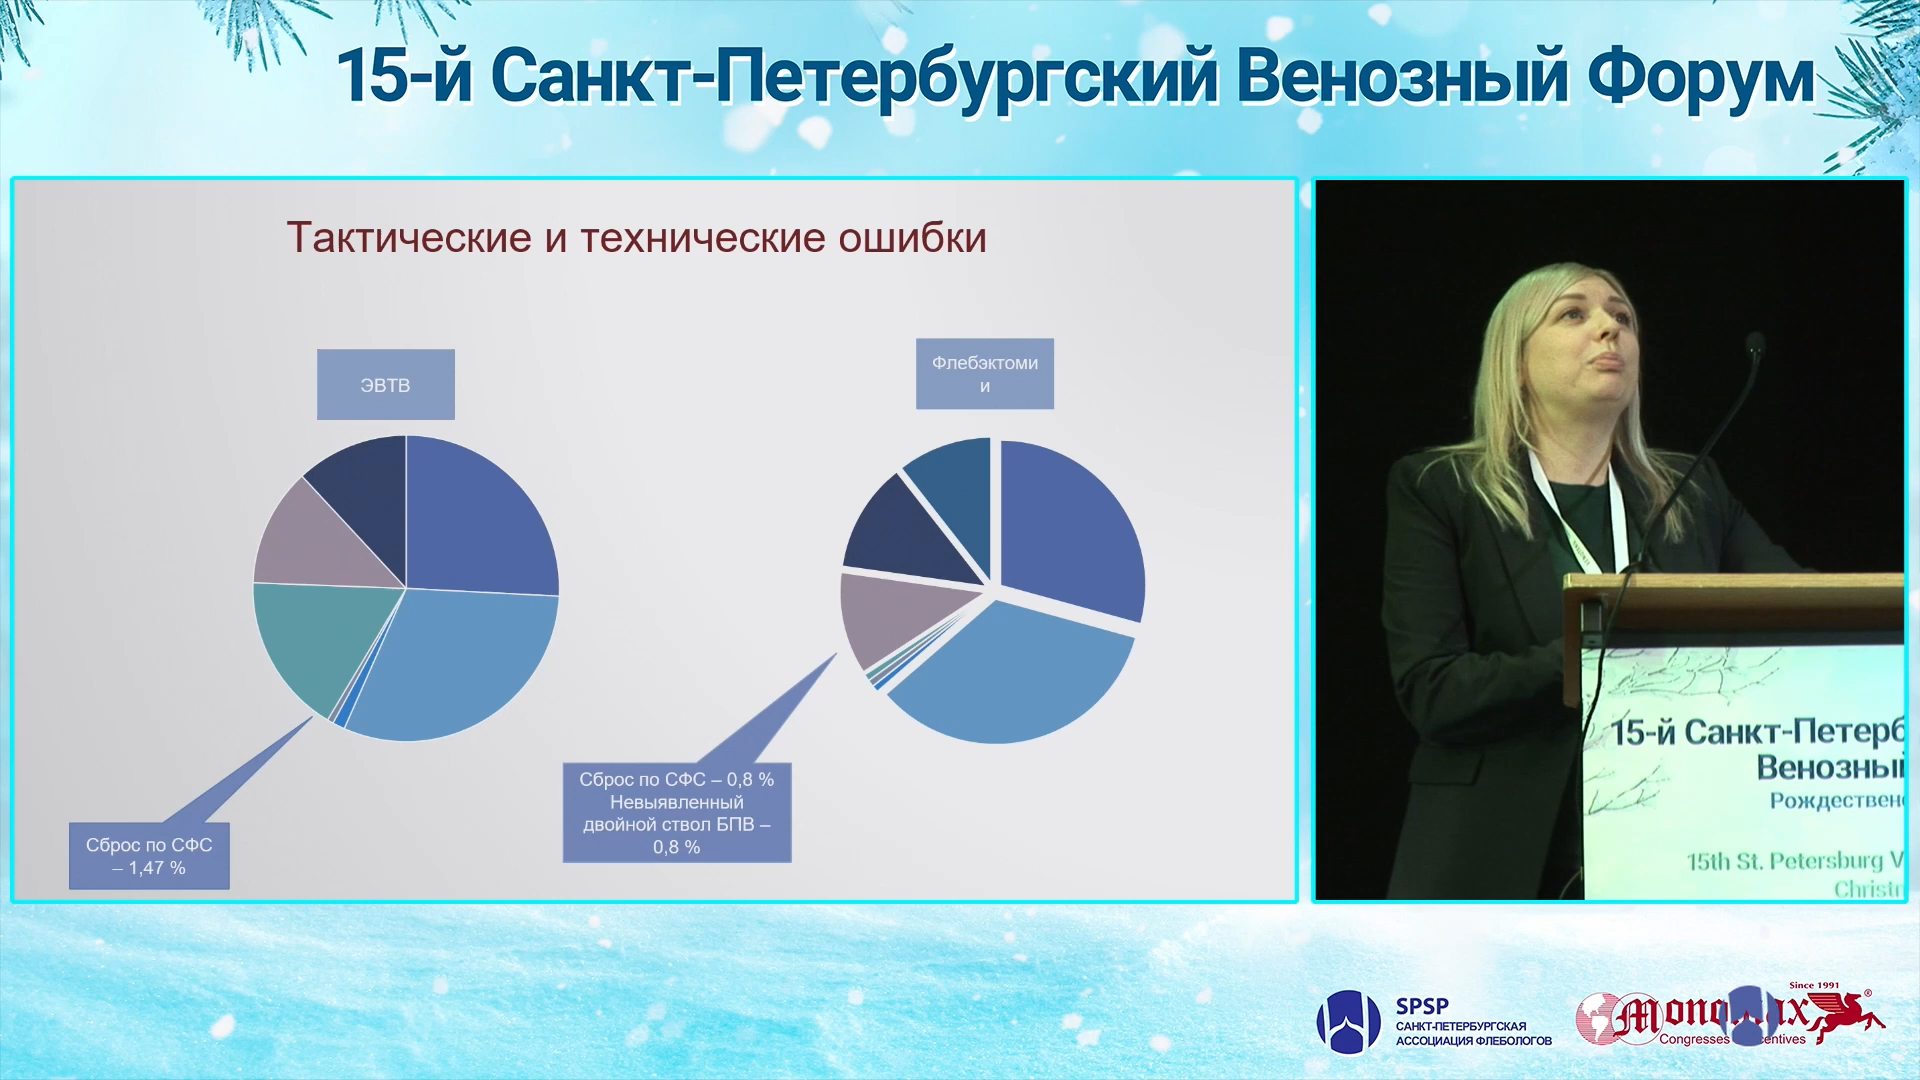 15-й Санкт-Петербургский Венозный Форум
Тактические и технические ошибки
ЭВТВ
Флебэктоми
и
Сброс по СФС
– 1,47 %
Сброс по СФС – 0,8 %
Невыявленный
двойной ствол БПВ –
0,8 %
15-й Санкт-Петерб
Венозны
Рождествен
15th St. Petersburg V
Christ
SPSP
САНКТ-ПЕТЕРБУРГСКАЯ
АССОЦИАЦИЯ ФЛЕБОЛОГОВ
Since 1991
Monomax
Congresses